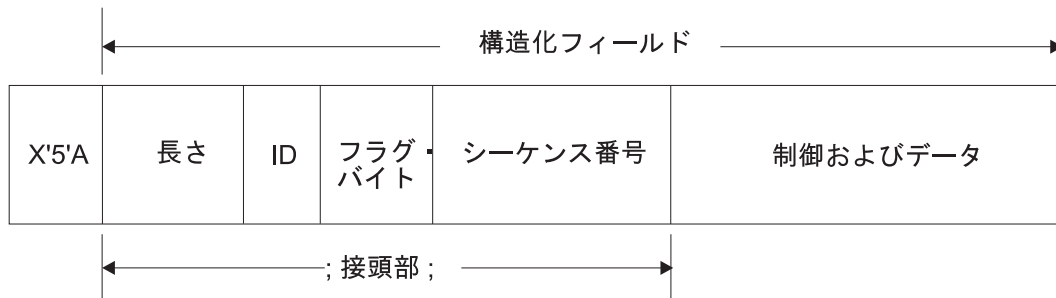 構造化フィールド
X'5'A
長さ
ID
フラグ・
バイト
シーケンス番号
制御およびデータ
; 接頭部 ;